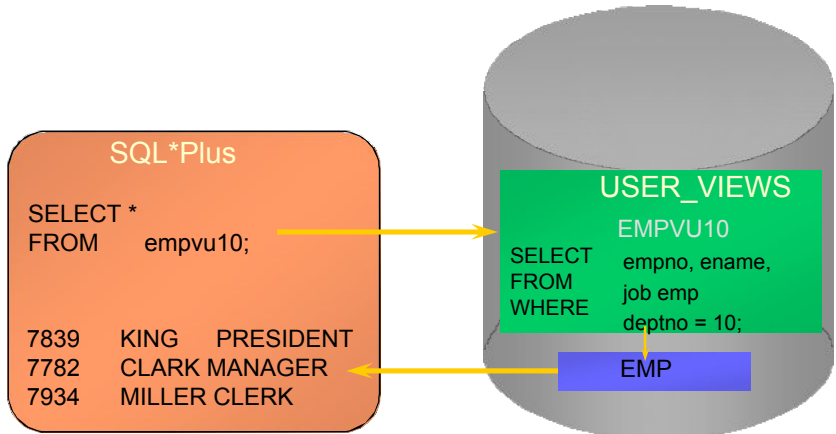 SQL*Plus
SELECT *
FROM empvu10;
7839 KING PRESIDENT
7782 CLARK MANAGER
7934 MILLER CLERK
USER_VIEWS
EMPVU10
SELECT empno, ename,
FROM job emp
WHERE deptno = 10;
EMP